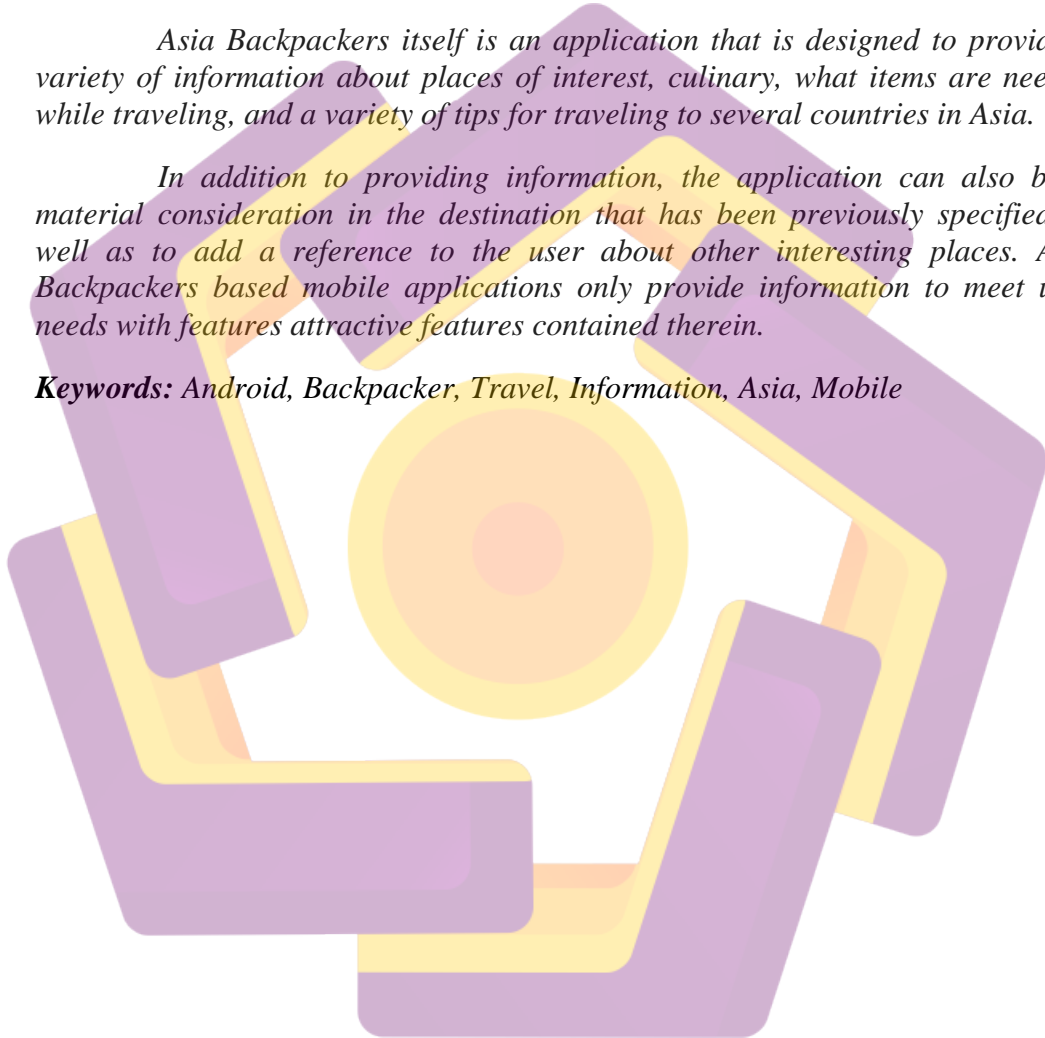 Asia Backpackers itself is an application that is designed to provid
variety of information about places of interest, culinary, what items are nee
while traveling, and a variety of tips for traveling to several countries in Asia.
In addition to providing information, the application can also b
material consideration in the destination that has been previously specified
well as to add a reference to the user about other interesting places. A
Backpackers based mobile applications only provide information to meet u
needs with features attractive features contained therein.
Keywords: Android, Backpacker, Travel, Information, Asia, Mobile